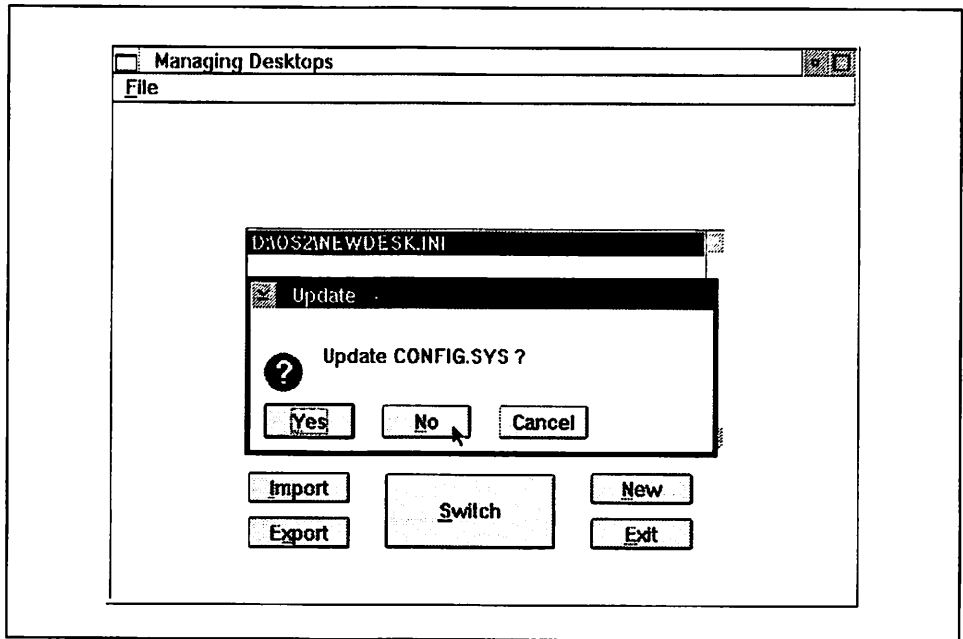 Managing Desktops
File
D:\OS2\NEWDESK.INI
Update
Update CONFIG.SYS ?
?
Yes No Cancel
Import Switch New
Export Exit